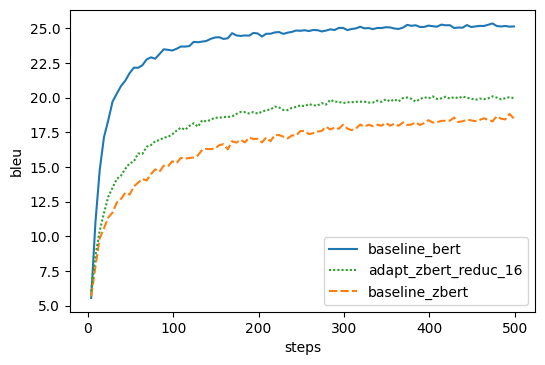 bleu
25.0
22.5
20.0
17.5
15.0
12.5
10.0
7.5
5.0
baseline_bert
adapt_zbert_reduc_16
baseline_zbert
0 100 200 300 400 500
steps